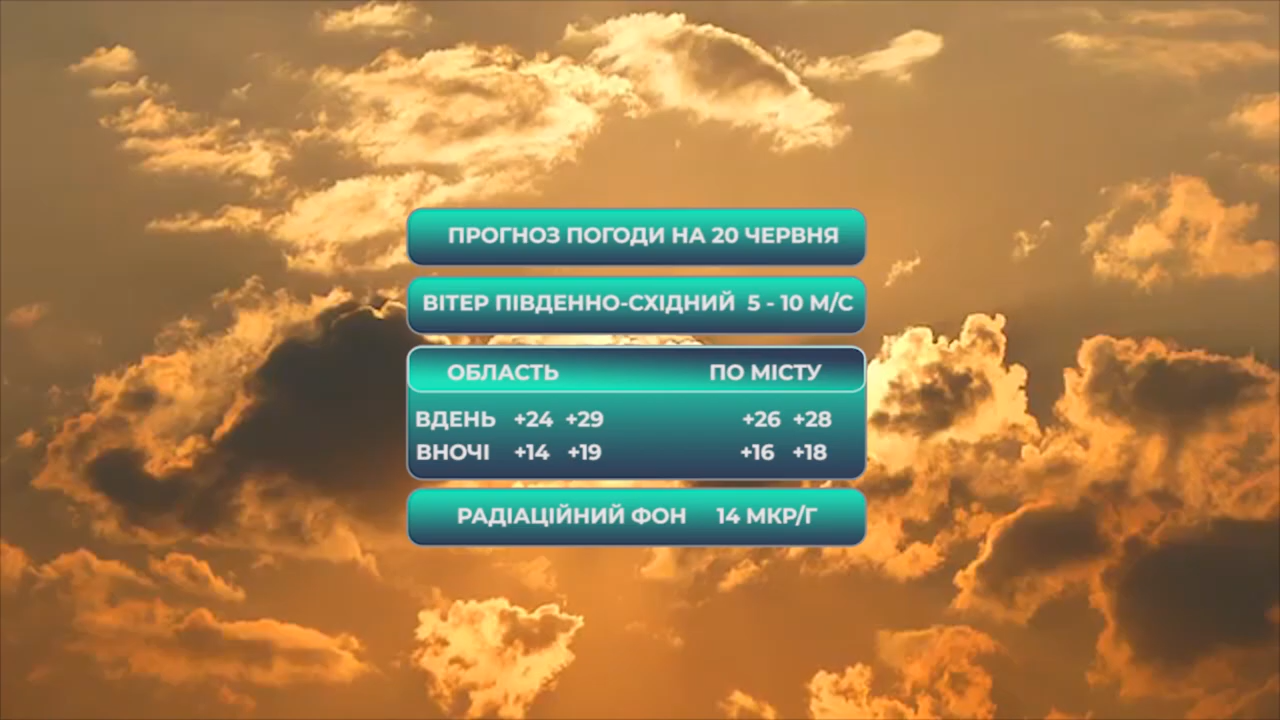 ПРОГНОЗ ПОГОДИ НА 20 ЧЕРВНЯ
ВІТЕР ПІВДЕННО-СХІДНИЙ 5 - 10 М/С
ОБЛАСТЬ ПО МІСТУ
ВДЕНЬ +24 +29 +26 +28
ВНОЧІ +14 +19 +16 +18
РАДІАЦІЙНИЙ ФОН 14 МКР/Г